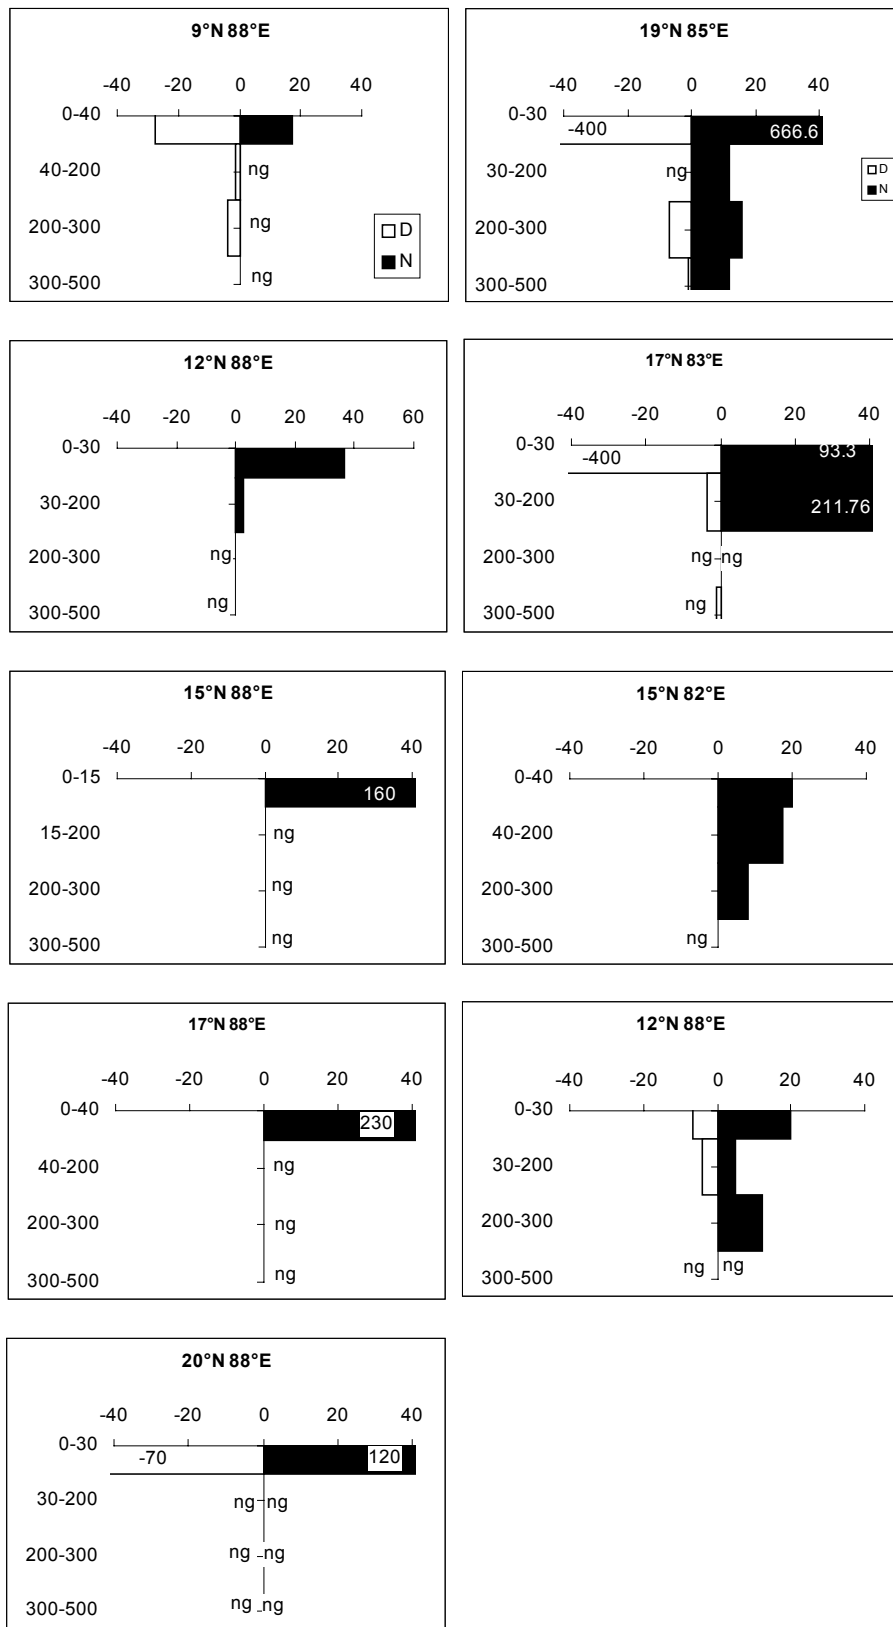 9°N 88°E
-40 -20 0 20 40
0-40
40-200 ng
200-300 ng
300-500 ng
D
N
19°N 85°E
-40 -20 0 20 40
0-30 -400 666.6
30-200 ng
200-300
300-500
D
N
12°N 88°E
-40 -20 0 20 40 60
0-30
30-200
200-300 ng
300-500 ng
17°N 83°E
-40 -20 0 20 40
0-30 -400 93.3
30-200 211.76
200-300 ng ng
300-500 ng
15°N 88°E
-40 -20 0 20 40
0-15 160
15-200 ng
200-300 ng
300-500 ng
15°N 82°E
-40 -20 0 20 40
0-40
40-200
200-300
300-500 ng
17°N 88°E
-40 -20 0 20 40
0-40 230
40-200 ng
200-300 ng
300-500 ng
12°N 88°E
-40 -20 0 20 40
0-30
30-200
200-300
300-500 ng ng
20°N 88°E
-40 -20 0 20 40
0-30 -70 120
30-200 ng ng
200-300 ng ng
300-500 ng ng